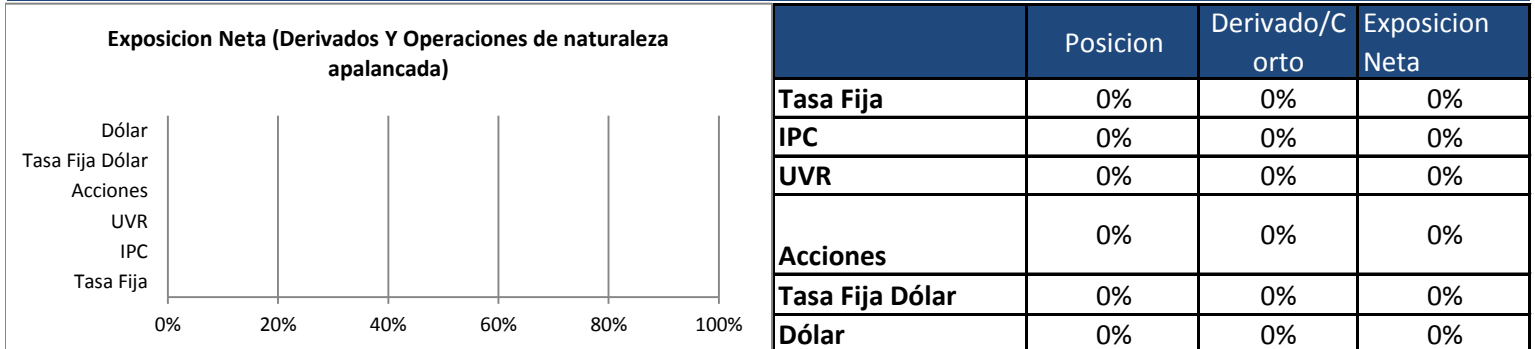 Exposicion Neta (Derivados Y Operaciones de naturaleza
apalancada)
Dólar
Tasa Fija Dólar
Acciones
UVR
IPC
Tasa Fija
0% 20% 40% 60% 80% 100%
Posicion Derivado/C Exposicion
orto Neta
Tasa Fija 0% 0% 0%
IPC 0% 0% 0%
UVR 0% 0% 0%
Acciones 0% 0% 0%
Tasa Fija Dólar 0% 0% 0%
Dólar 0% 0% 0%